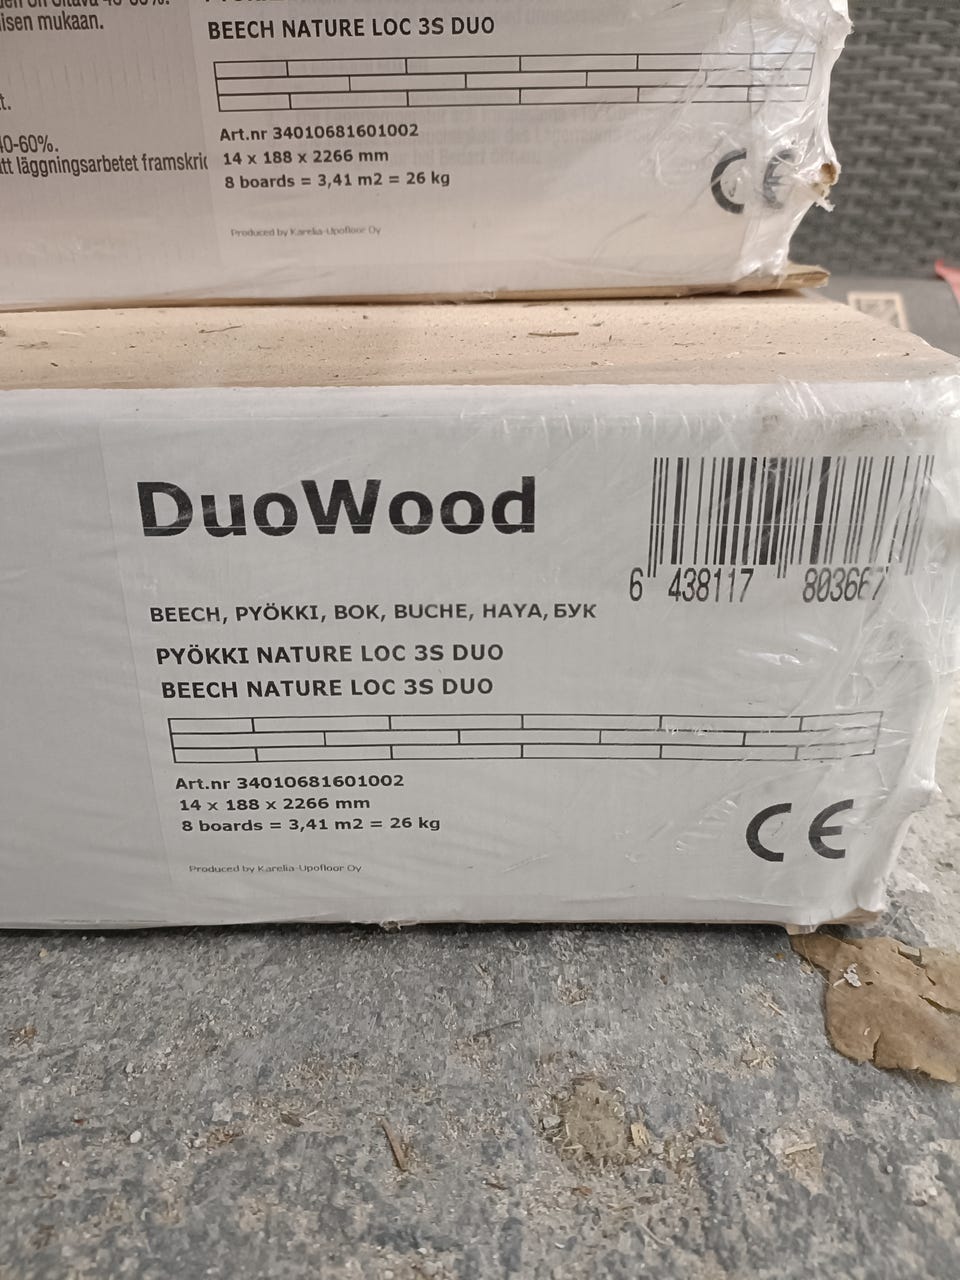 isen mukaan.
t.
40-60%.
tt läggningsarbetet framskric
BEECH NATURE LOC 3S DUO
Art.nr 34010681601002
14 x 188 x 2266 mm
8 boards = 3,41 m2 = 26 kg
Produced by Karelia-Upofloor Oy
CE
DuoWood
6 438117 803667
BEECH, PYÖKKI, BOK, BUCHE, HAYA, БУК
PYÖKKI NATURE LOC 3S DUO
BEECH NATURE LOC 3S DUO
Art.nr 34010681601002
14 x 188 x 2266 mm
8 boards = 3,41 m2 = 26 kg
Produced by Karelia-Upofloor Oy
CE